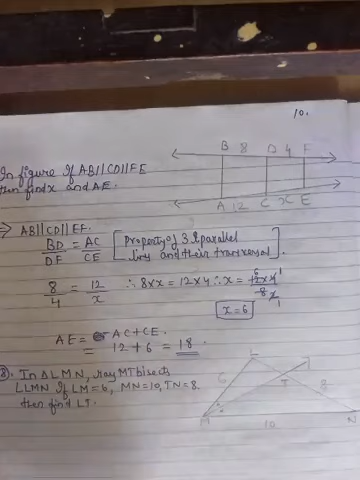 10.
B 8 D 4 F
A 12 C x E
In figure If AB||CD||FE
then find x and AE.
=> AB||CD||EF.
BD = AC [Property of 3 parallel
DF CE lines and their transversal].
8/4 = 12/x ∴ 8×x = 12×4 ∴ x = 12×4/8
x = 6
AE = AC+CE.
= 12+6 = 18.
8. In ΔLMN, ray MT bisects
∠LMN If LM=6, MN=10, TN=8.
then find LT.
L
6 T 8
M 10 N